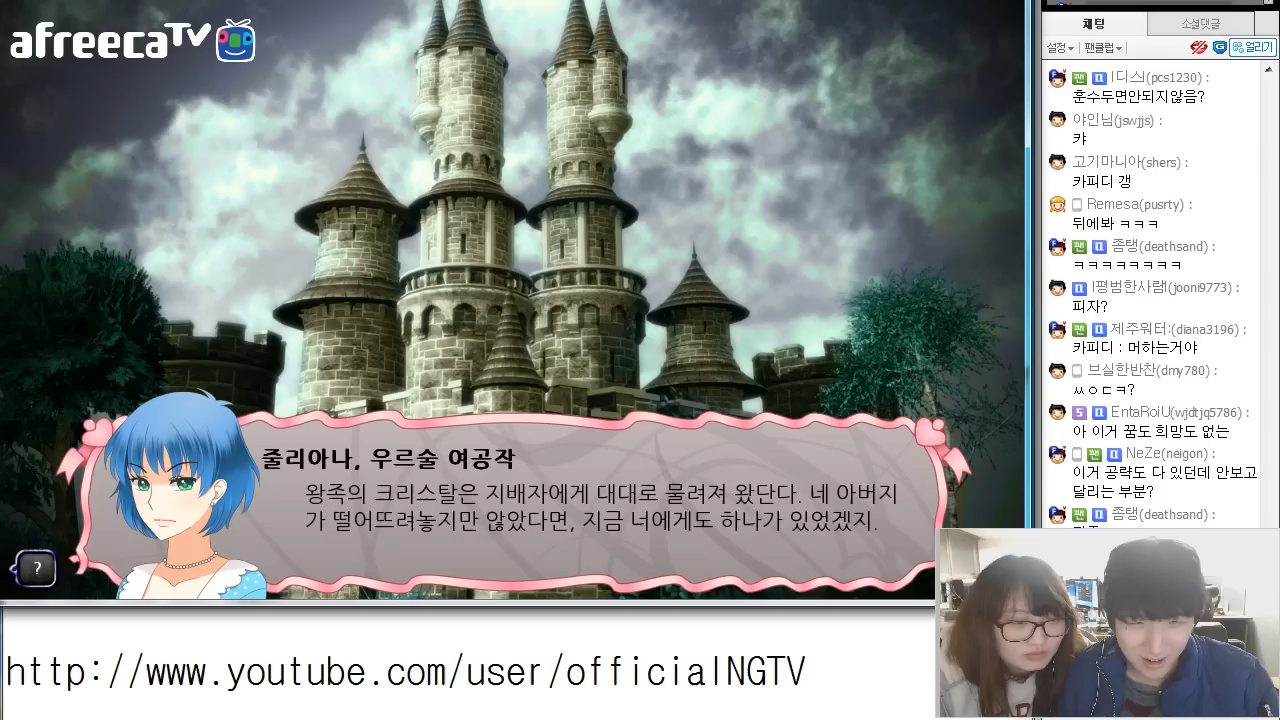 afreecaTV
줄리아나, 우르술 여공작
왕족의 크리스탈은 지배자에게 대대로 물려져 왔단다. 네 아버지
가 떨어뜨려놓지만 않았다면, 지금 너에게도 하나가 있었겠지.
?
http://www.youtube.com/user/officialNGTV
채팅
소셜댓글
설정 팬클럽 얼리기
팬 |디스|(pcs1230) :
훈수두면안되지않음?
야인님(jswjjs) :
캬
고기마니아(shers) :
카피디 갱
Remesa(pusrty) :
뒤에봐 ㅋㅋㅋ
팬 좀탱(deathsand) :
ㅋㅋㅋㅋㅋㅋㅋㅋ
|평범한사람|(jooni9773) :
피자?
팬 제주워터:(diana3196) :
카피디 : 머하는거야
브실한반찬(dmy780) :
ㅆㅇㄷㅋ?
S EntaRoiU(wjdtjq5786) :
아 이거 꿈도 희망도 없는
팬 NeZe(neigon) :
이거 공략도 다 있던데 안보고
달리는 부분?
팬 좀탱(deathsand) :